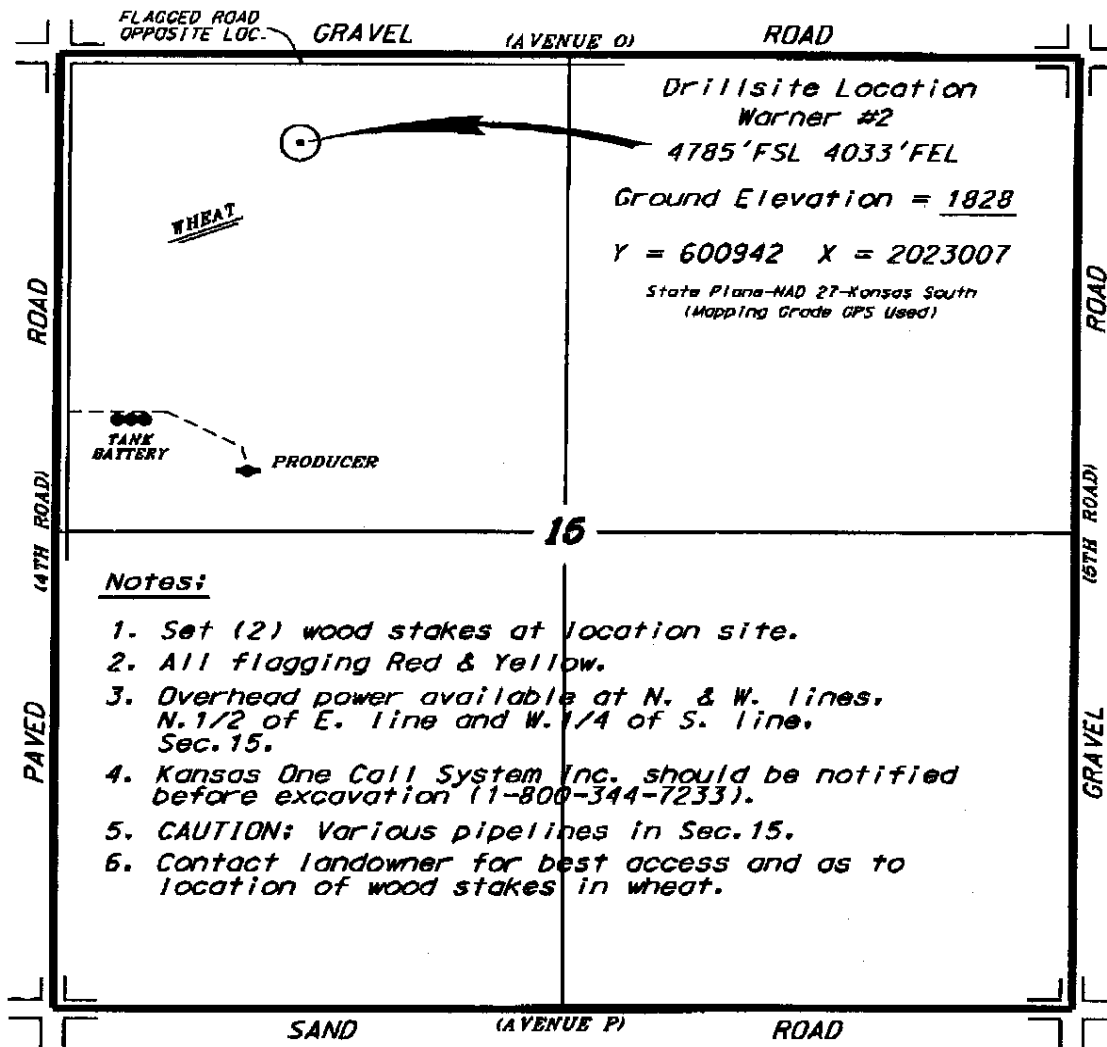 FLAGGED ROAD
OPPOSITE LOC.
GRAVEL
(AVENUE O)
ROAD
Drillsite Location
Warner #2
4785'FSL 4033'FEL
Ground Elevation = 1828
Y = 600942 X = 2023007
State Plane-NAD 27-Kansas South
(Mapping Grade GPS Used)
WHEAT
ROAD
ROAD
TANK
BATTERY
PRODUCER
(4TH ROAD)
(5TH ROAD)
15
Notes:
1. Set (2) wood stakes at location site.
2. All flagging Red & Yellow.
3. Overhead power available at N. & W. lines,
N.1/2 of E. line and W.1/4 of S. line,
Sec.15.
4. Kansas One Call System Inc. should be notified
before excavation (1-800-344-7233).
5. CAUTION: Various pipelines in Sec.15.
6. Contact landowner for best access and as to
location of wood stakes in wheat.
PAVED
GRAVEL
SAND
(AVENUE P)
ROAD